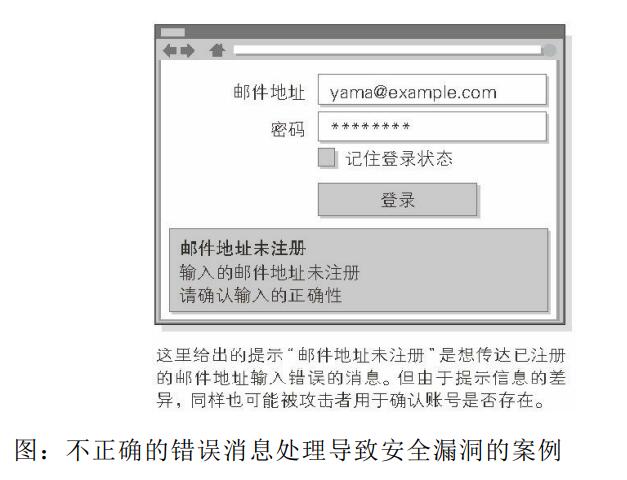 邮件地址 yama@example.com
密码 ********
记住登录状态
登录
邮件地址未注册
输入的邮件地址未注册
请确认输入的正确性
这里给出的提示“邮件地址未注册”是想传达已注册
的邮件地址输入错误的消息。但由于提示信息的差
异，同样也可能被攻击者用于确认账号是否存在。
图：不正确的错误消息处理导致安全漏洞的案例